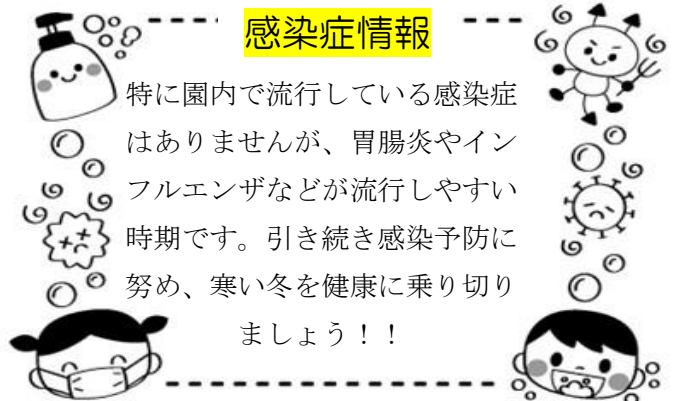 感染症情報
特に園内で流行している感染症
はありませんが、胃腸炎やイン
フルエンザなどが流行しやすい
時期です。引き続き感染予防に
努め、寒い冬を健康に乗り切り
ましょう！！